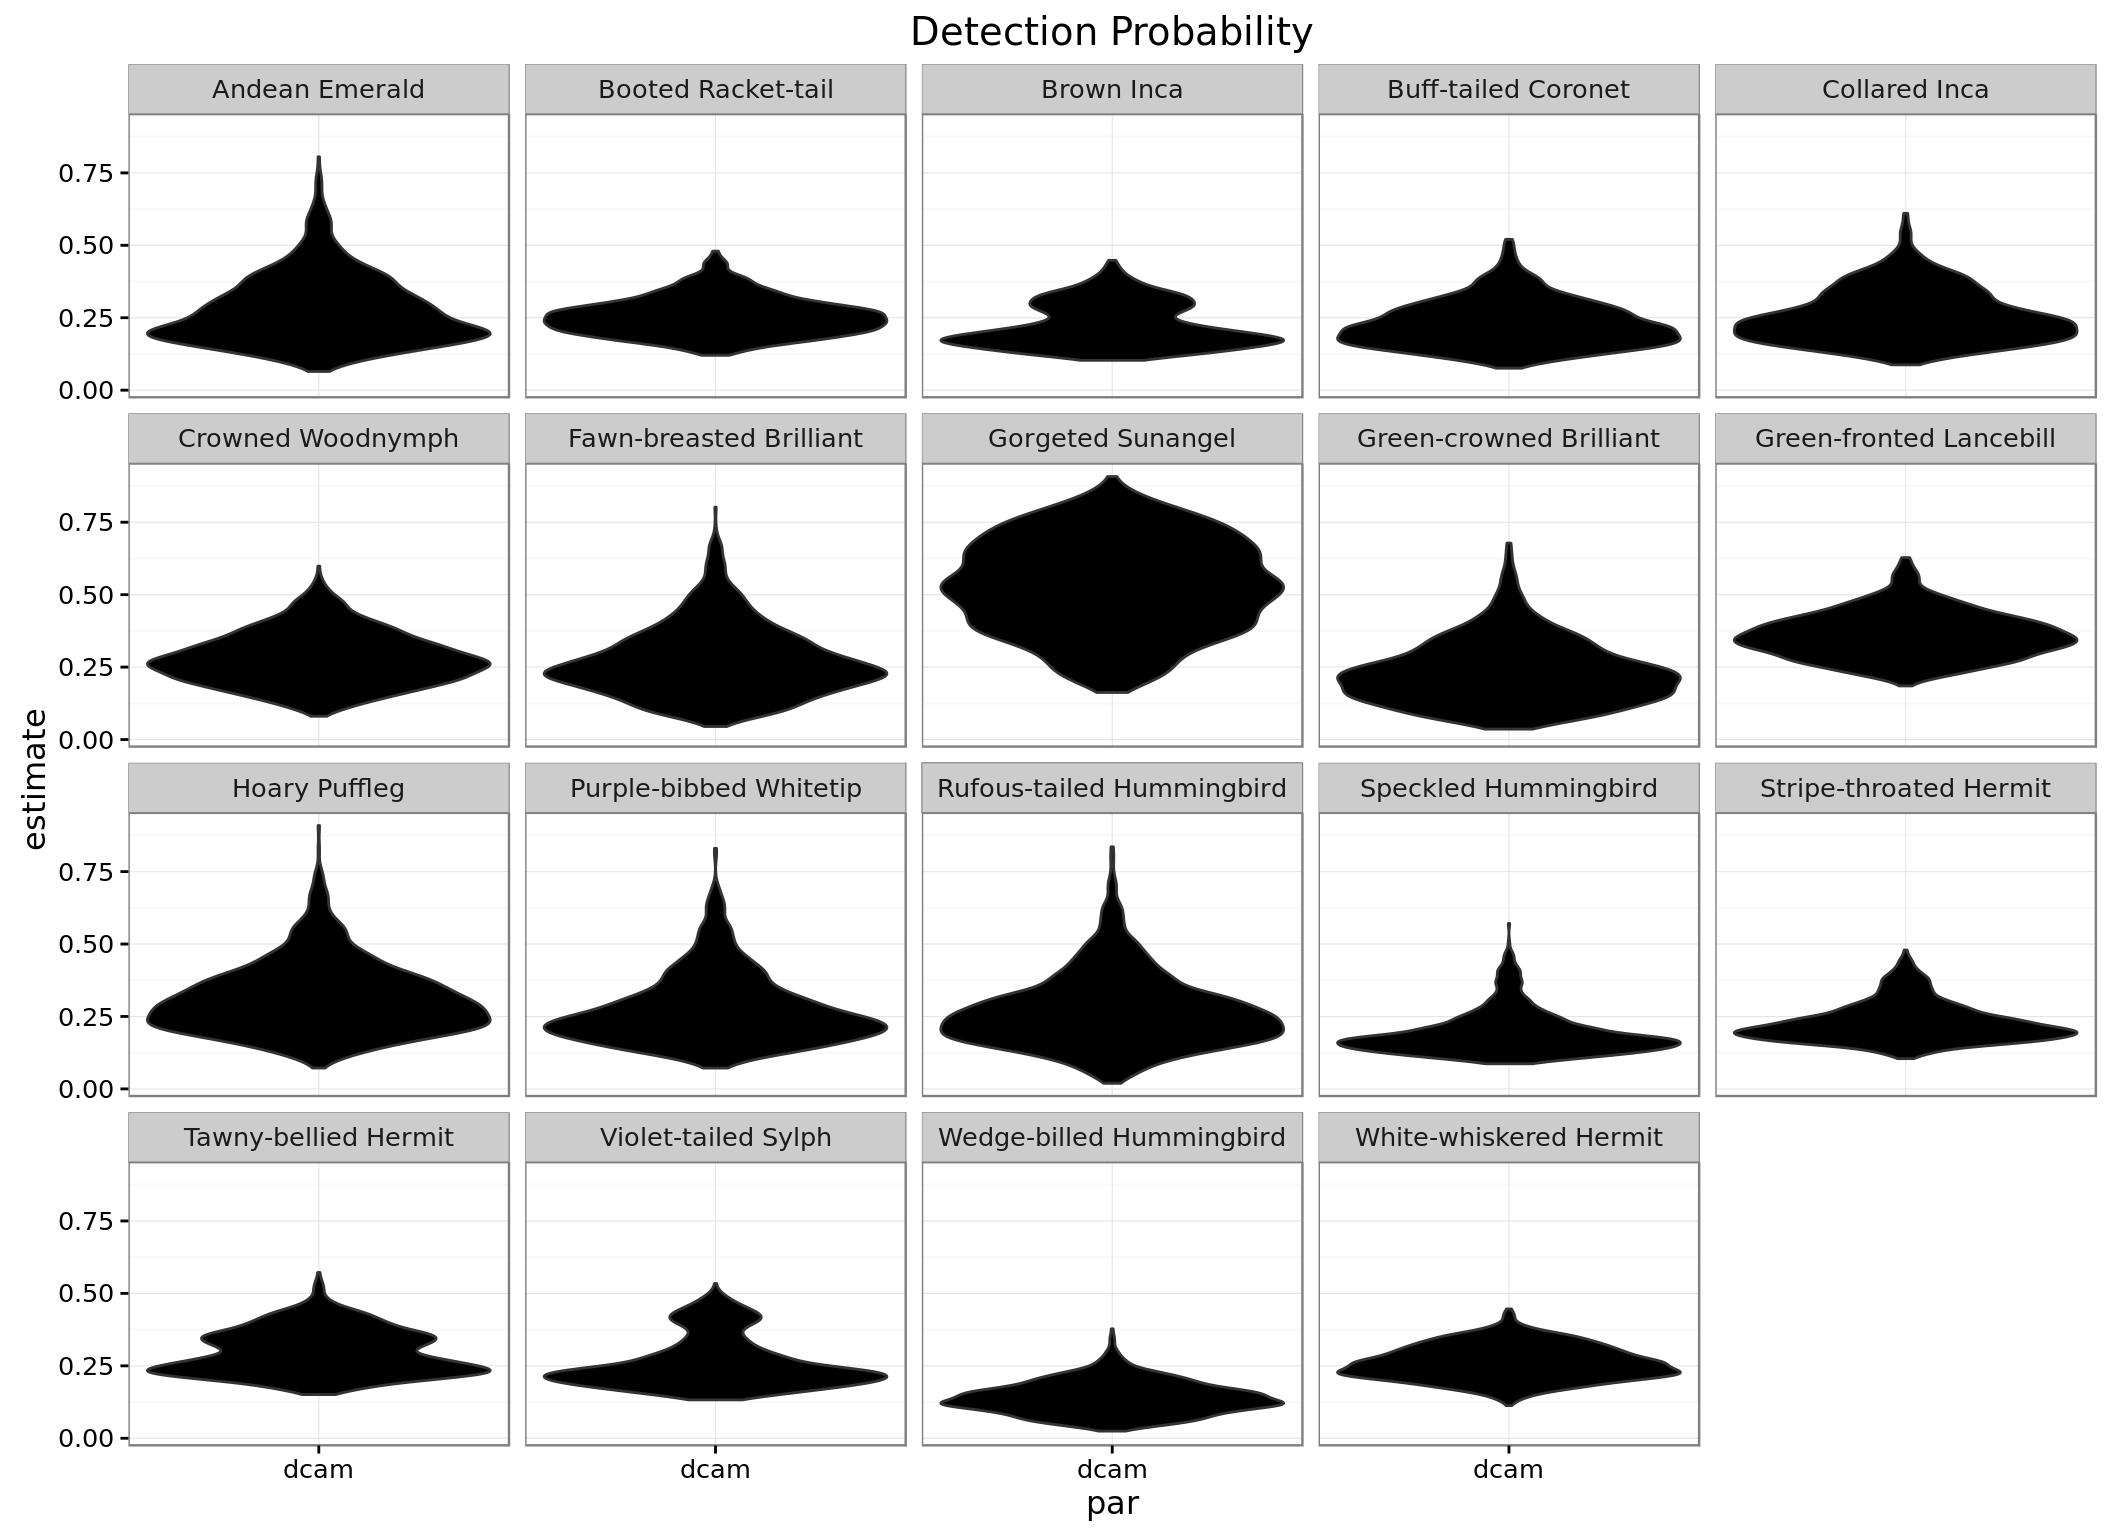 Detection Probability
Andean Emerald
Booted Racket-tail
Brown Inca
Buff-tailed Coronet
Collared Inca
0.75
0.50
0.25
0.00
Crowned Woodnymph
Fawn-breasted Brilliant
Gorgeted Sunangel
Green-crowned Brilliant
Green-fronted Lancebill
0.75
0.50
0.25
0.00
estimate
Hoary Puffleg
Purple-bibbed Whitetip
Rufous-tailed Hummingbird
Speckled Hummingbird
Stripe-throated Hermit
0.75
0.50
0.25
0.00
Tawny-bellied Hermit
Violet-tailed Sylph
Wedge-billed Hummingbird
White-whiskered Hermit
0.75
0.50
0.25
0.00
dcam
dcam
dcam
dcam
par